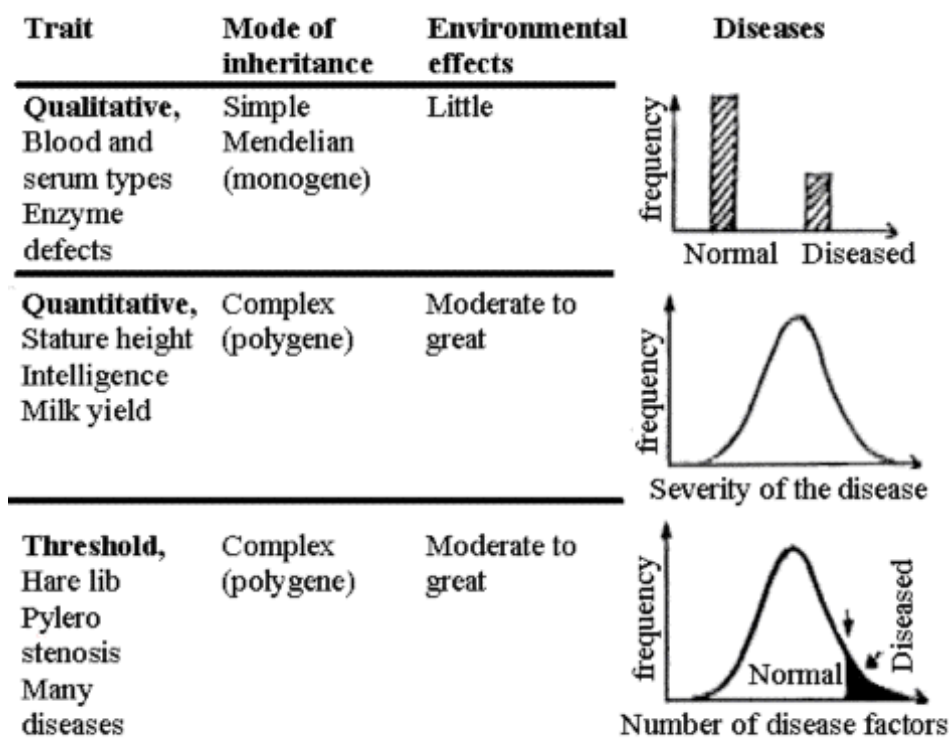 Trait Mode of inheritance Environmental effects Diseases
Qualitative, Simple Little
Blood and Mendelian
serum types (monogene)
Enzyme
defects
frequency
Normal Diseased
Quantitative, Complex Moderate to
Stature height (polygene) great
Intelligence
Milk yield
frequency
Severity of the disease
Threshold, Complex Moderate to
Hare lib (polygene) great
Pylero
stenosis
Many
diseases
frequency
Normal
Diseased
Number of disease factors